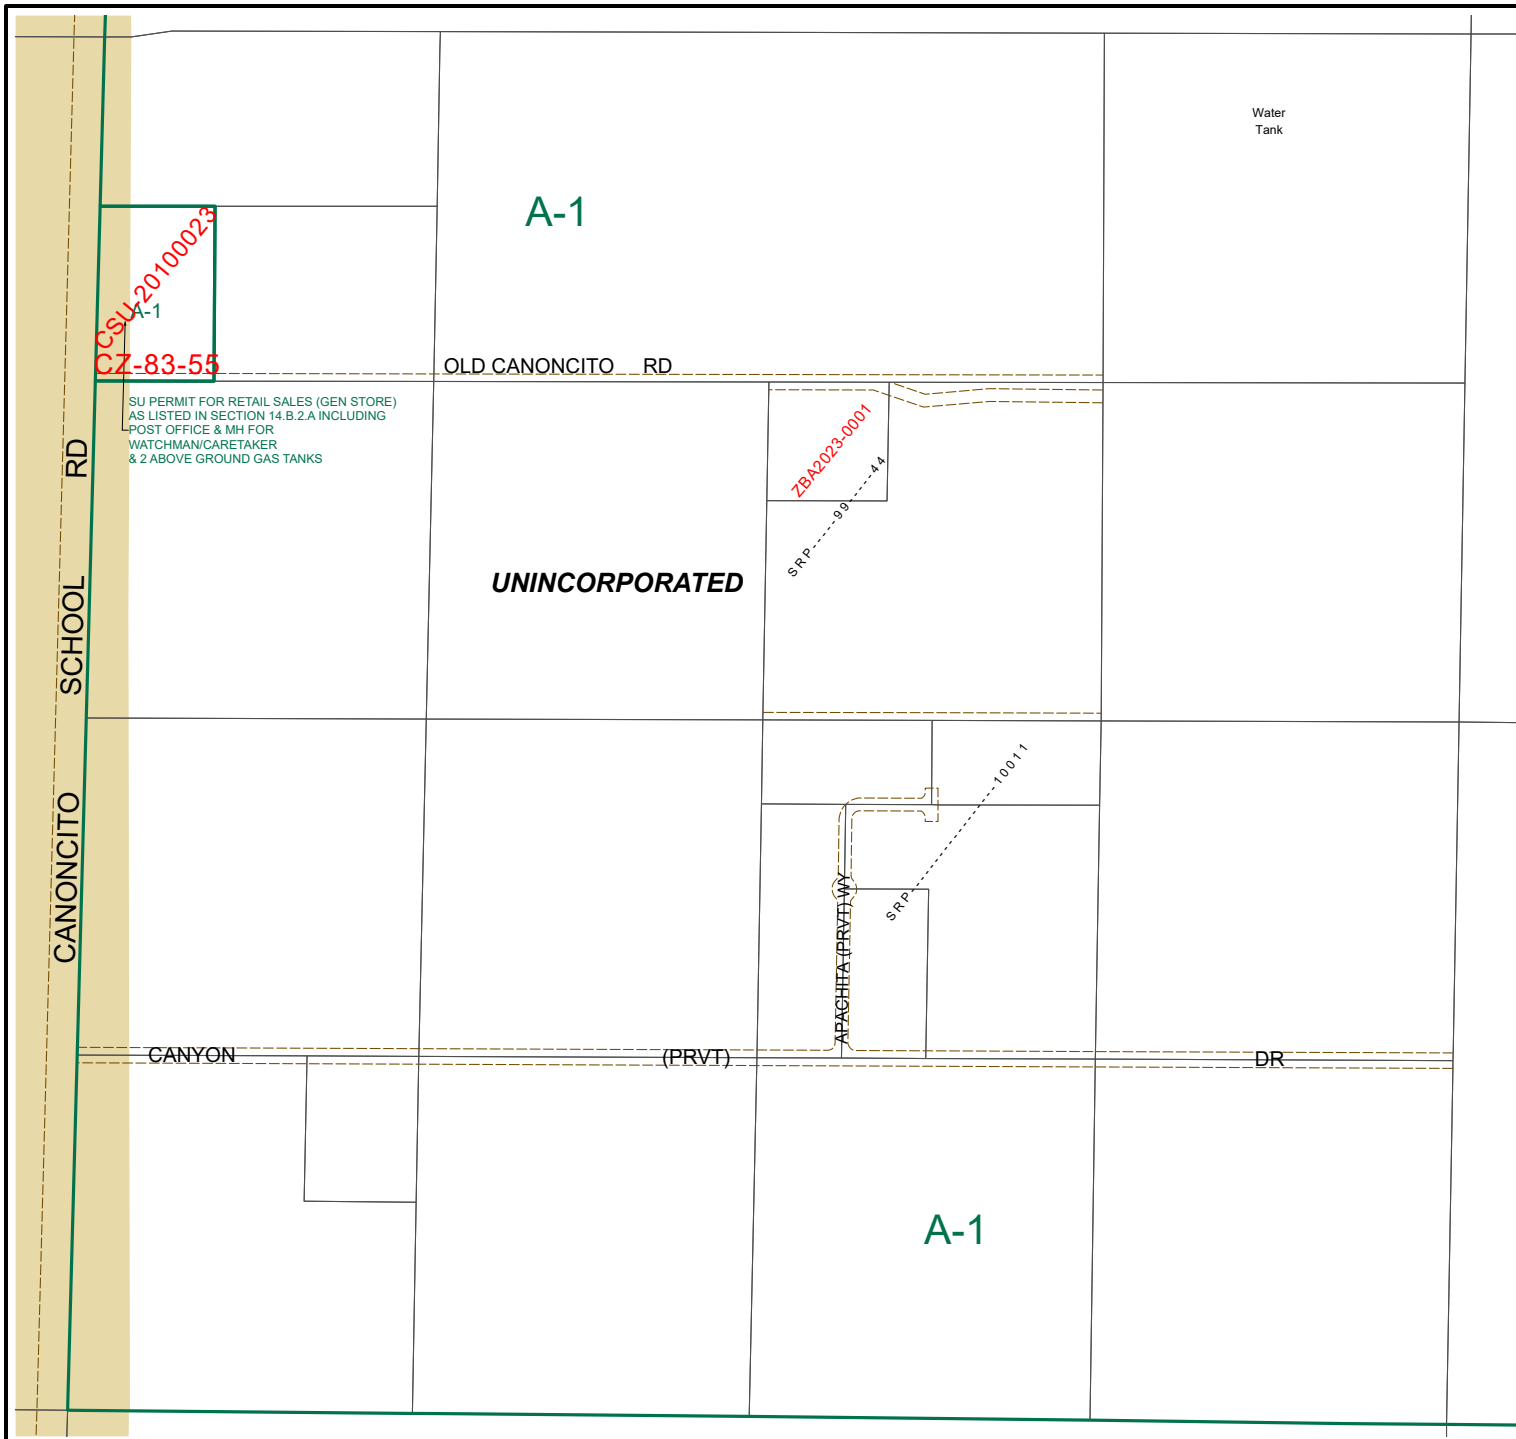 Water
Tank
A-1
CSU-20100023
A-1
CZ-83-55
OLD CANONCITO RD
SU PERMIT FOR RETAIL SALES (GEN STORE)
AS LISTED IN SECTION 14.B.2.A INCLUDING
POST OFFICE & MH FOR
WATCHMAN/CARETAKER
& 2 ABOVE GROUND GAS TANKS
ZBA2023-0001
SRP-----99-----44
UNINCORPORATED
CANONCITO SCHOOL RD
SRP----------10011
APACHITA (PRVT) WY
CANYON (PRVT) DR
A-1